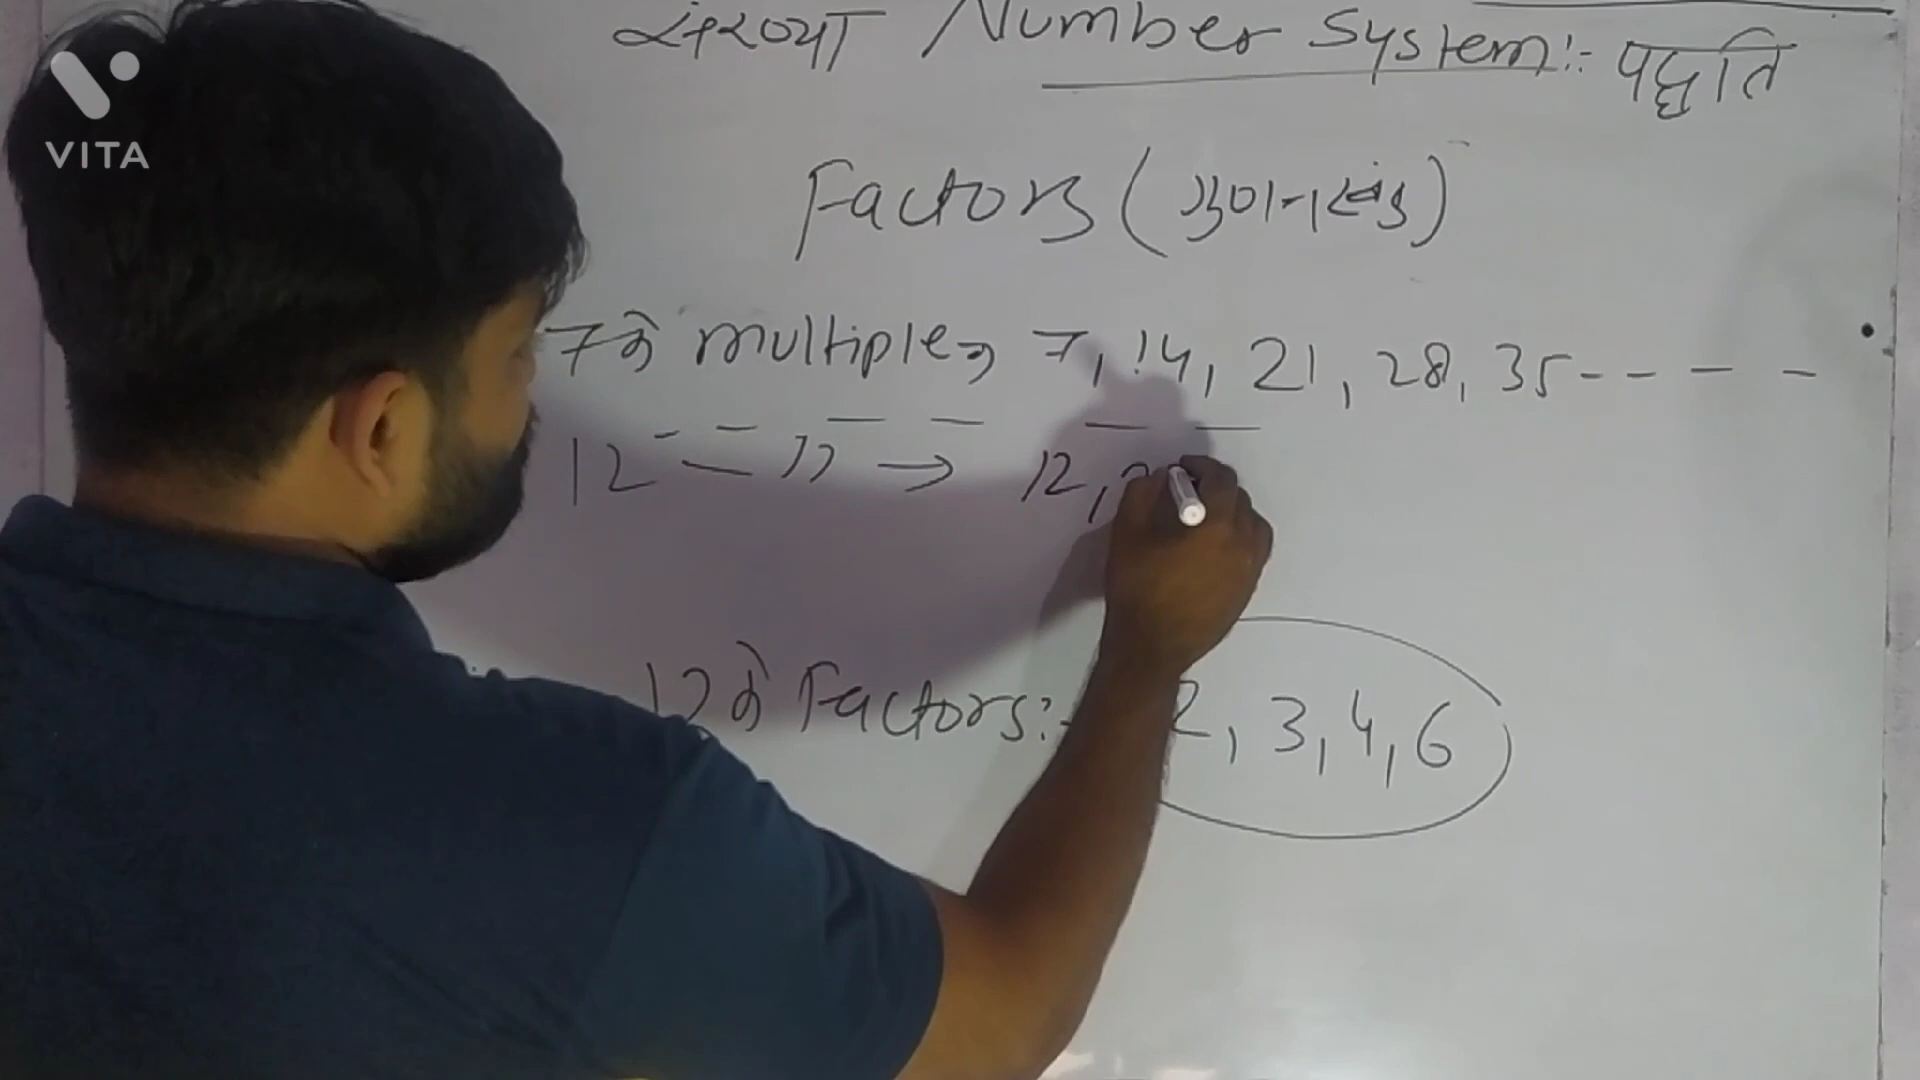 VITA
संख्या / Number System:- पद्धति
Factors (गुणनखंड)
7 के multiple → 7, 14, 21, 28, 35 - - - -
12 — " → 12, 2
12 के Factors:- 2, 3, 4, 6